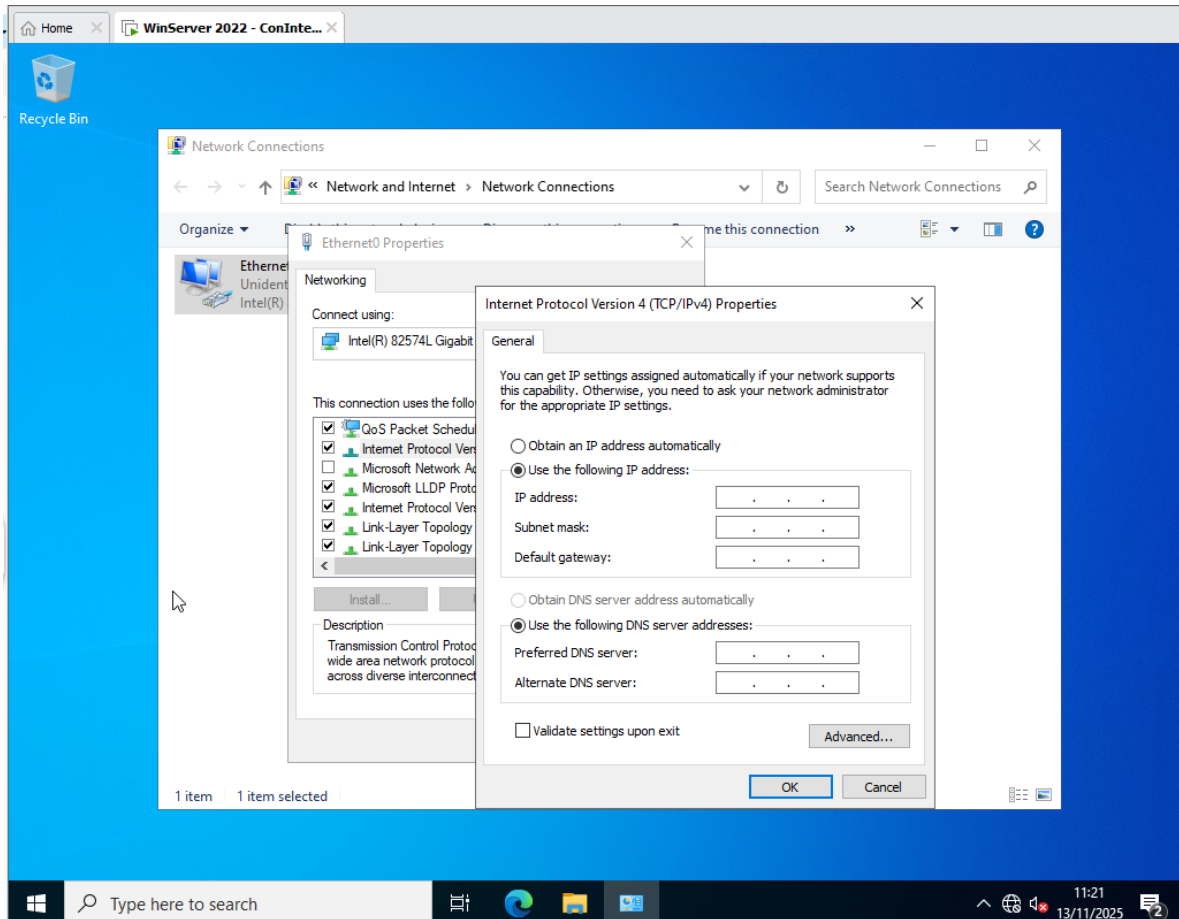 Home
WinServer 2022 - ConInte...
Recycle Bin
Network Connections
« Network and Internet › Network Connections
Search Network Connections
Organize
me this connection
»
Ethernet0 Properties
Etherne
Unident
Intel(R)
Networking
Connect using:
Intel(R) 82574L Gigabit
This connection uses the follo
QoS Packet Schedul
Internet Protocol Vers
Microsoft Network Ad
Microsoft LLDP Proto
Internet Protocol Vers
Link-Layer Topology
Link-Layer Topology
Install...
Description
Transmission Control Protoc
wide area network protocol
across diverse interconnect
Internet Protocol Version 4 (TCP/IPv4) Properties
General
You can get IP settings assigned automatically if your network supports
this capability. Otherwise, you need to ask your network administrator
for the appropriate IP settings.
Obtain an IP address automatically
Use the following IP address:
IP address:
Subnet mask:
Default gateway:
Obtain DNS server address automatically
Use the following DNS server addresses:
Preferred DNS server:
Alternate DNS server:
Validate settings upon exit
Advanced...
OK
Cancel
1 item
1 item selected
Type here to search
11:21
13/11/2025
2